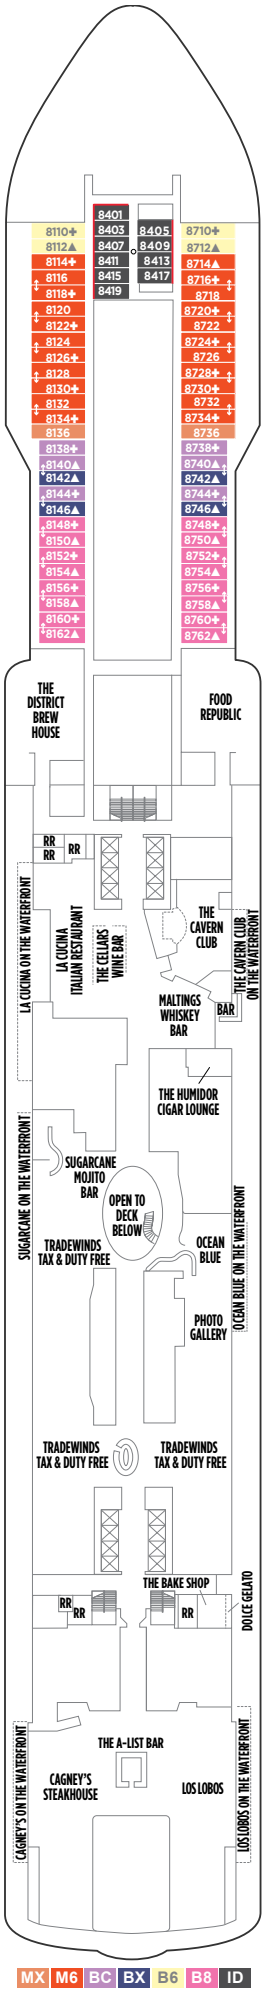 8401
8403 8405
8407 8409
8411 8413
8415 8417
8419
8110✚ 8710✚
8112▲ 8712▲
8114✚ 8714▲
8116 8716✚
8118✚ 8718
8120 8720✚
8122✚ 8722
8124 8724✚
8126✚ 8726
8128 8728✚
8130✚ 8730✚
8132 8732
8134✚ 8734✚
8136 8736
8138✚ 8738✚
8140▲ 8740▲
8142▲ 8742▲
8144✚ 8744✚
8146▲ 8746▲
8148✚ 8748✚
8150▲ 8750▲
8152✚ 8752✚
8154▲ 8754▲
8156✚ 8756✚
8158▲ 8758▲
8160✚ 8760✚
8162▲ 8762▲
THE
DISTRICT
BREW
HOUSE
FOOD
REPUBLIC
RR
RR
RR
LA CUCINA ON THE WATERFRONT
LA CUCINA
ITALIAN RESTAURANT
THE CELLARS
WINE BAR
THE
CAVERN
CLUB
THE CAVERN CLUB
ON THE WATERFRONT
MALTINGS
WHISKEY
BAR
BAR
THE HUMIDOR
CIGAR LOUNGE
SUGARCANE ON THE WATERFRONT
SUGARCANE
MOJITO
BAR
OPEN TO
DECK
BELOW
TRADEWINDS
TAX & DUTY FREE
OCEAN
BLUE
OCEAN BLUE ON THE WATERFRONT
PHOTO
GALLERY
TRADEWINDS
TAX & DUTY FREE
TRADEWINDS
TAX & DUTY FREE
THE BAKE SHOP
DOLCE GELATO
RR
RR
RR
THE A-LIST BAR
CAGNEY'S ON THE WATERFRONT
CAGNEY'S
STEAKHOUSE
LOS LOBOS
LOS LOBOS ON THE WATERFRONT
MX M6 BC BX B6 B8 ID